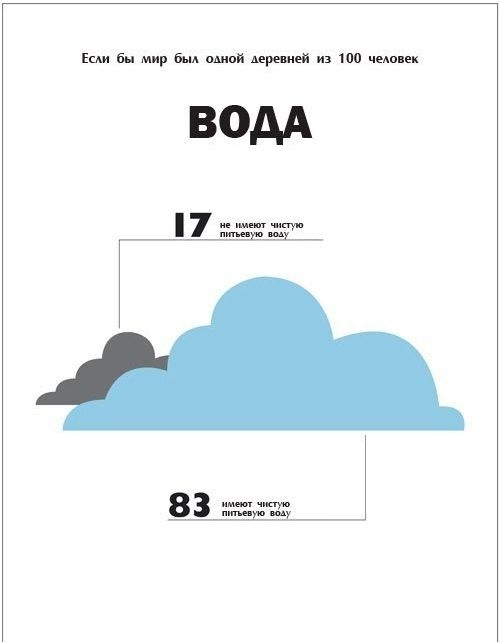 Если бы мир был одной деревней из 100 человек
ВОДА
17 не имеют чистую
питьевую воду
83 имеют чистую
питьевую воду